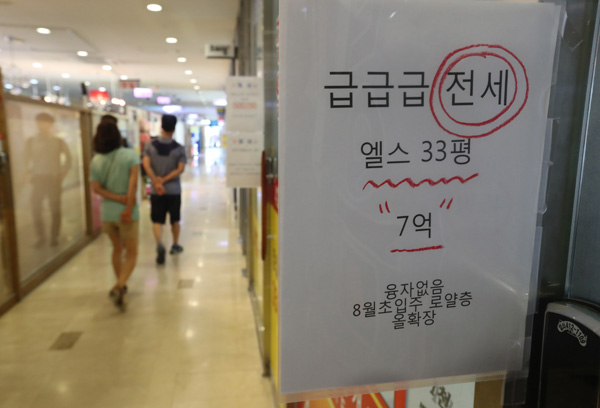 급급급 전세
엘스 33평
"7억"
융자없음
8월초입주 로얄층
올확장